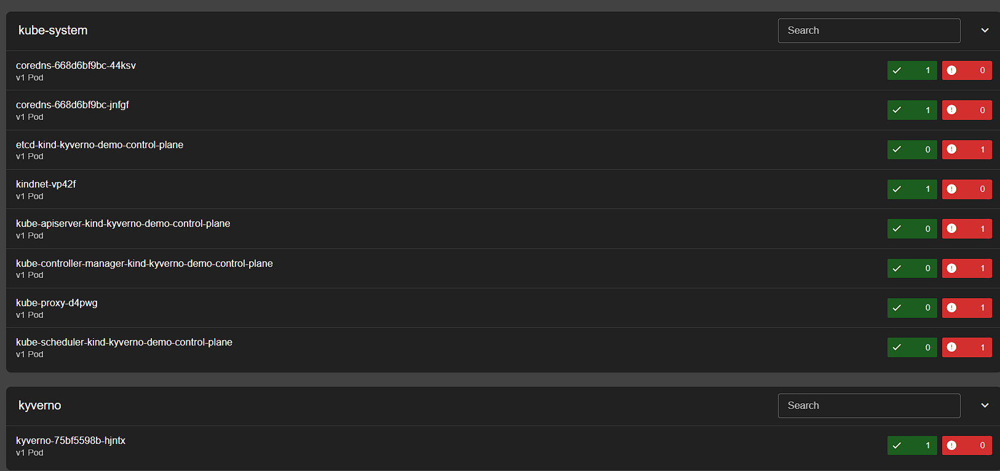 kube-system
Search
coredns-668d6bf9bc-44ksv
v1 Pod
1
0
coredns-668d6bf9bc-jnfgf
v1 Pod
1
0
etcd-kind-kyverno-demo-control-plane
v1 Pod
0
1
kindnet-vp42f
v1 Pod
1
0
kube-apiserver-kind-kyverno-demo-control-plane
v1 Pod
0
1
kube-controller-manager-kind-kyverno-demo-control-plane
v1 Pod
0
1
kube-proxy-d4pwg
v1 Pod
0
1
kube-scheduler-kind-kyverno-demo-control-plane
v1 Pod
0
1
kyverno
Search
kyverno-75bf5598b-hjntx
v1 Pod
1
0